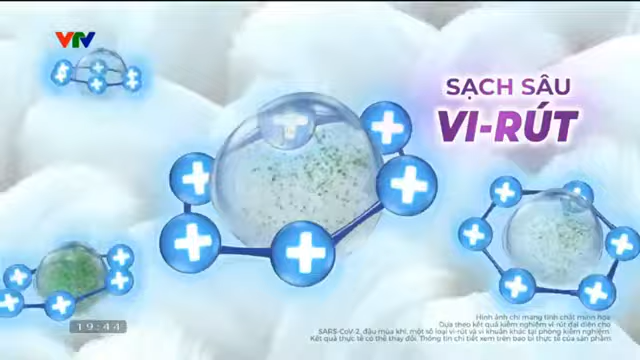 VTV
SẠCH SÂU
VI-RÚT
Hình ảnh chỉ mang tính chất minh họa
Dựa theo kết quả kiểm nghiệm vi rút đại diện cho
SARS-CoV-2, đậu mùa khỉ, một số loại vi-rút và vi khuẩn khác tại phòng kiểm nghiệm.
Kết quả thực tế có thể thay đổi. Thông tin chi tiết xem trên bao bì thực tế của sản phẩm
19:44